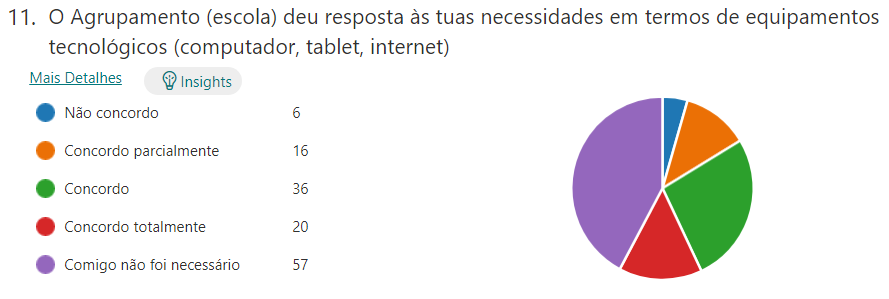 11. O Agrupamento (escola) deu resposta às tuas necessidades em termos de equipamentos
tecnológicos (computador, tablet, internet)
Mais Detalhes Insights
Não concordo 6
Concordo parcialmente 16
Concordo 36
Concordo totalmente 20
Comigo não foi necessário 57